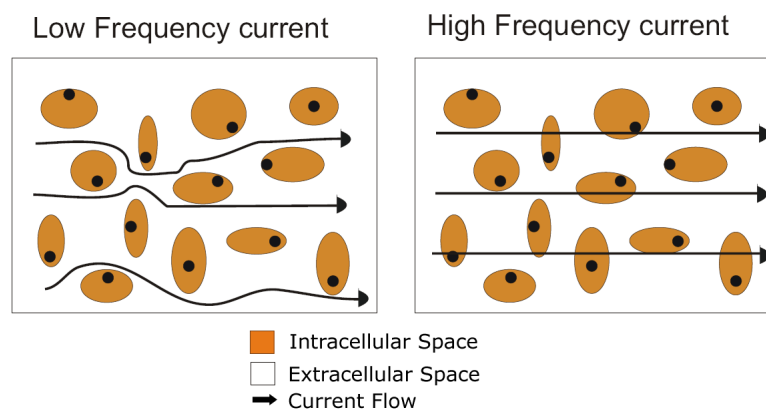 Low Frequency current
High Frequency current
Intracellular Space
Extracellular Space
Current Flow